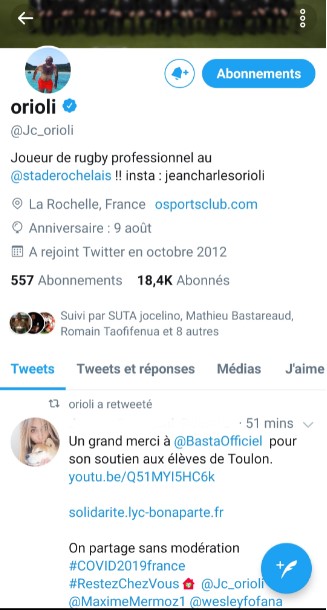 Abonnements
orioli
@Jc_orioli
Joueur de rugby professionnel au
@staderochelais !! insta : jeancharlesorioli
La Rochelle, France osportsclub.com
Anniversaire : 9 août
A rejoint Twitter en octobre 2012
557 Abonnements 18,4K Abonnés
Suivi par SUTA jocelino, Mathieu Bastareaud,
Romain Taofifenua et 8 autres
Tweets Tweets et réponses Médias J'aime
orioli a retweeté
· 51 mins
Un grand merci à @BastaOfficiel pour
son soutien aux élèves de Toulon.
youtu.be/Q51MYI5HC6k
solidarite.lyc-bonaparte.fr
On partage sans modération
#COVID2019france
#RestezChezVous @Jc_orioli
@MaximeMermoz1 @wesleyfofana